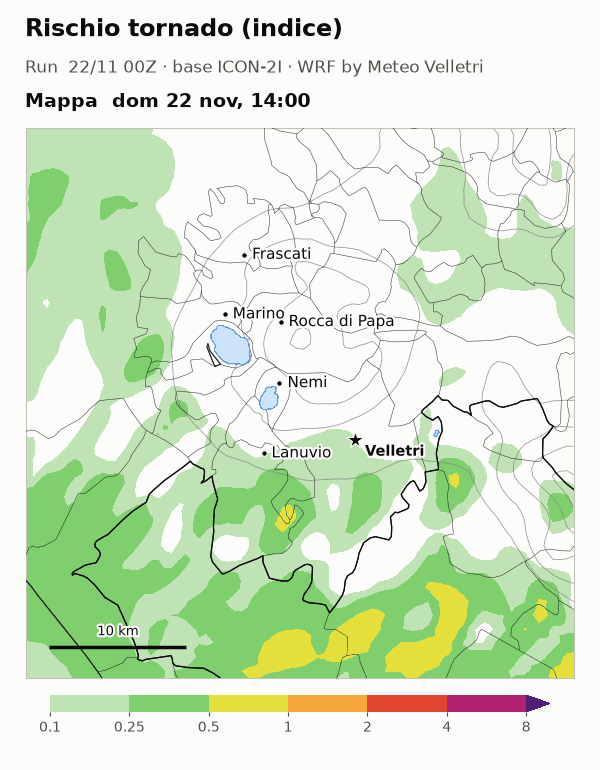 Rischio tornado (indice)
Run  22/11 00Z · base ICON-2I · WRF by Meteo Velletri
Mappa  dom 22 nov, 14:00
Frascati
Marino
Rocca di Papa
Nemi
Lanuvio
Velletri
10 km
0.1 0.25 0.5 1 2 4 8